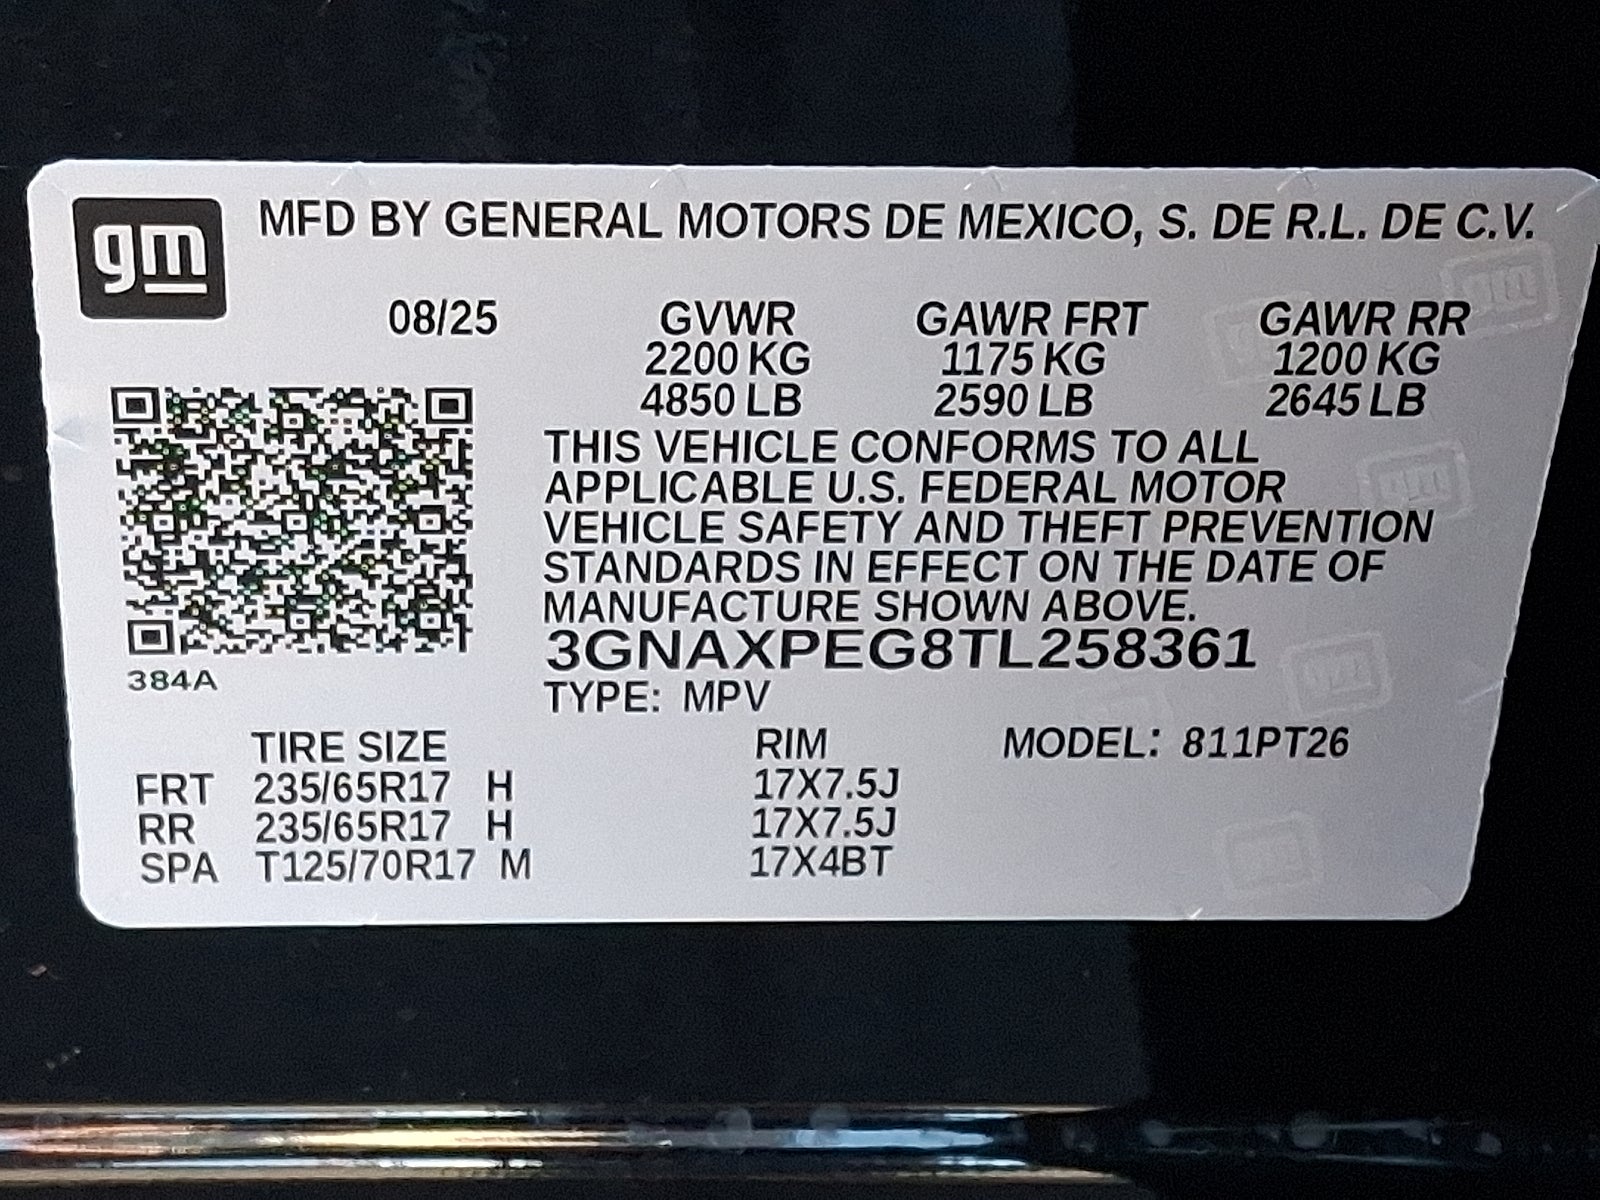 gm
MFD BY GENERAL MOTORS DE MEXICO, S. DE R.L. DE C.V.
08/25 GVWR GAWR FRT GAWR RR
2200 KG 1175 KG 1200 KG
4850 LB 2590 LB 2645 LB
THIS VEHICLE CONFORMS TO ALL
APPLICABLE U.S. FEDERAL MOTOR
VEHICLE SAFETY AND THEFT PREVENTION
STANDARDS IN EFFECT ON THE DATE OF
MANUFACTURE SHOWN ABOVE.
3GNAXPEG8TL258361
384A
TYPE: MPV
TIRE SIZE RIM MODEL: 811PT26
FRT 235/65R17 H 17X7.5J
RR 235/65R17 H 17X7.5J
SPA T125/70R17 M 17X4BT